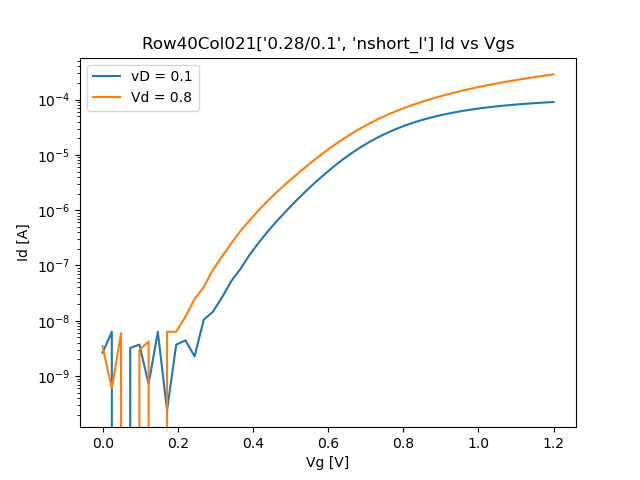 Row40Col021['0.28/0.1', 'nshort_l'] Id vs Vgs
vD = 0.1
Vd = 0.8
Id [A]
10⁻⁴
10⁻⁵
10⁻⁶
10⁻⁷
10⁻⁸
10⁻⁹
0.0 0.2 0.4 0.6 0.8 1.0 1.2
Vg [V]